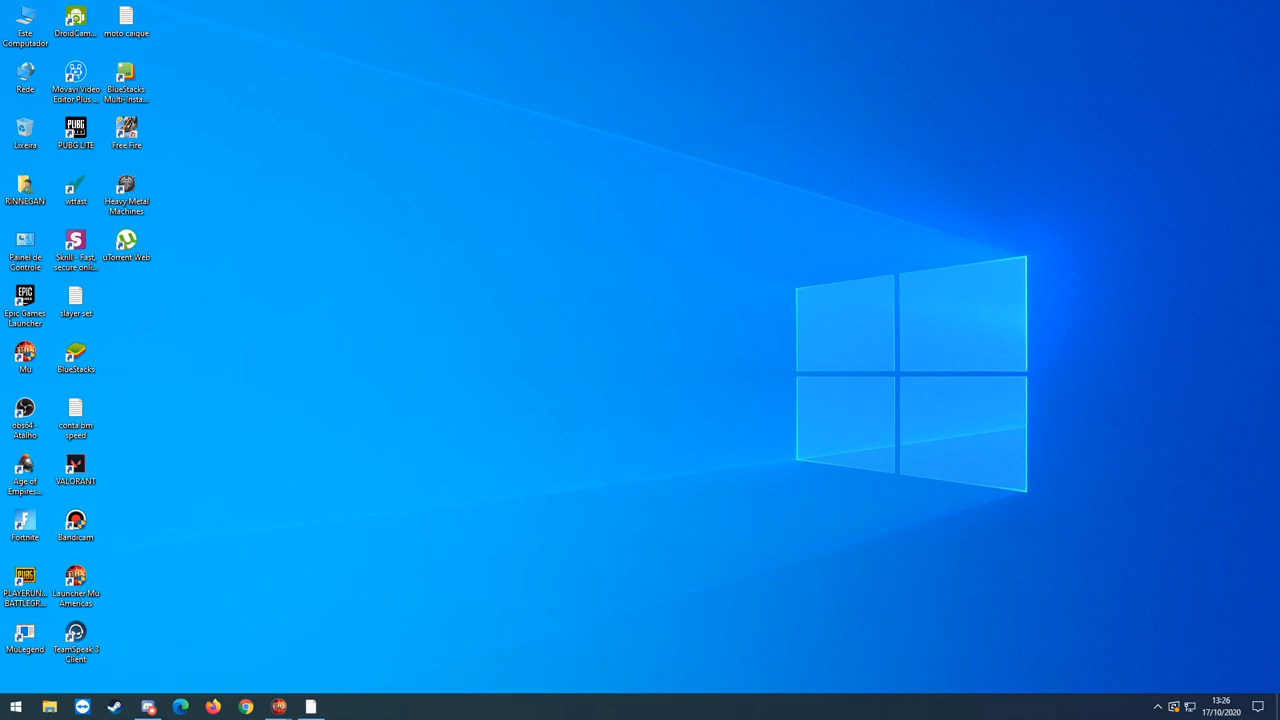 Este
Computador
DroidCam...
moto caique
Rede
Movavi Video
Editor Plus ...
BlueStacks
Multi-Insta...
Lixeira
PUBG LITE
Free Fire
RINNEGAN
wtfast
Heavy Metal
Machines
Painel de
Controle
Skrill - Fast,
secure onli...
uTorrent Web
Epic Games
Launcher
slayer set
Mu
BlueStacks
obs64 -
Atalho
conta bm
speed
Age of
Empires...
VALORANT
Fortnite
Bandicam
PLAYERUN...
BATTLEGR...
Launcher Mu
Americas
MuLegend
TeamSpeak 3
Client
13:26
17/10/2020